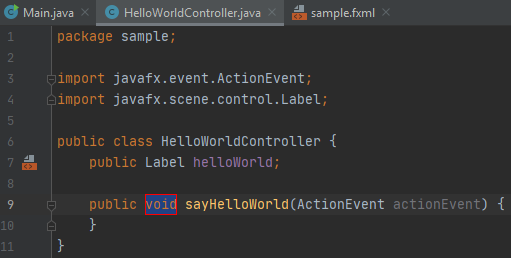 Main.java HelloWorldController.java sample.fxml
1 package sample;
2
3 import javafx.event.ActionEvent;
4 import javafx.scene.control.Label;
5
6 public class HelloWorldController {
7 public Label helloWorld;
8
9 public void sayHelloWorld(ActionEvent actionEvent) {
10 }
11 }